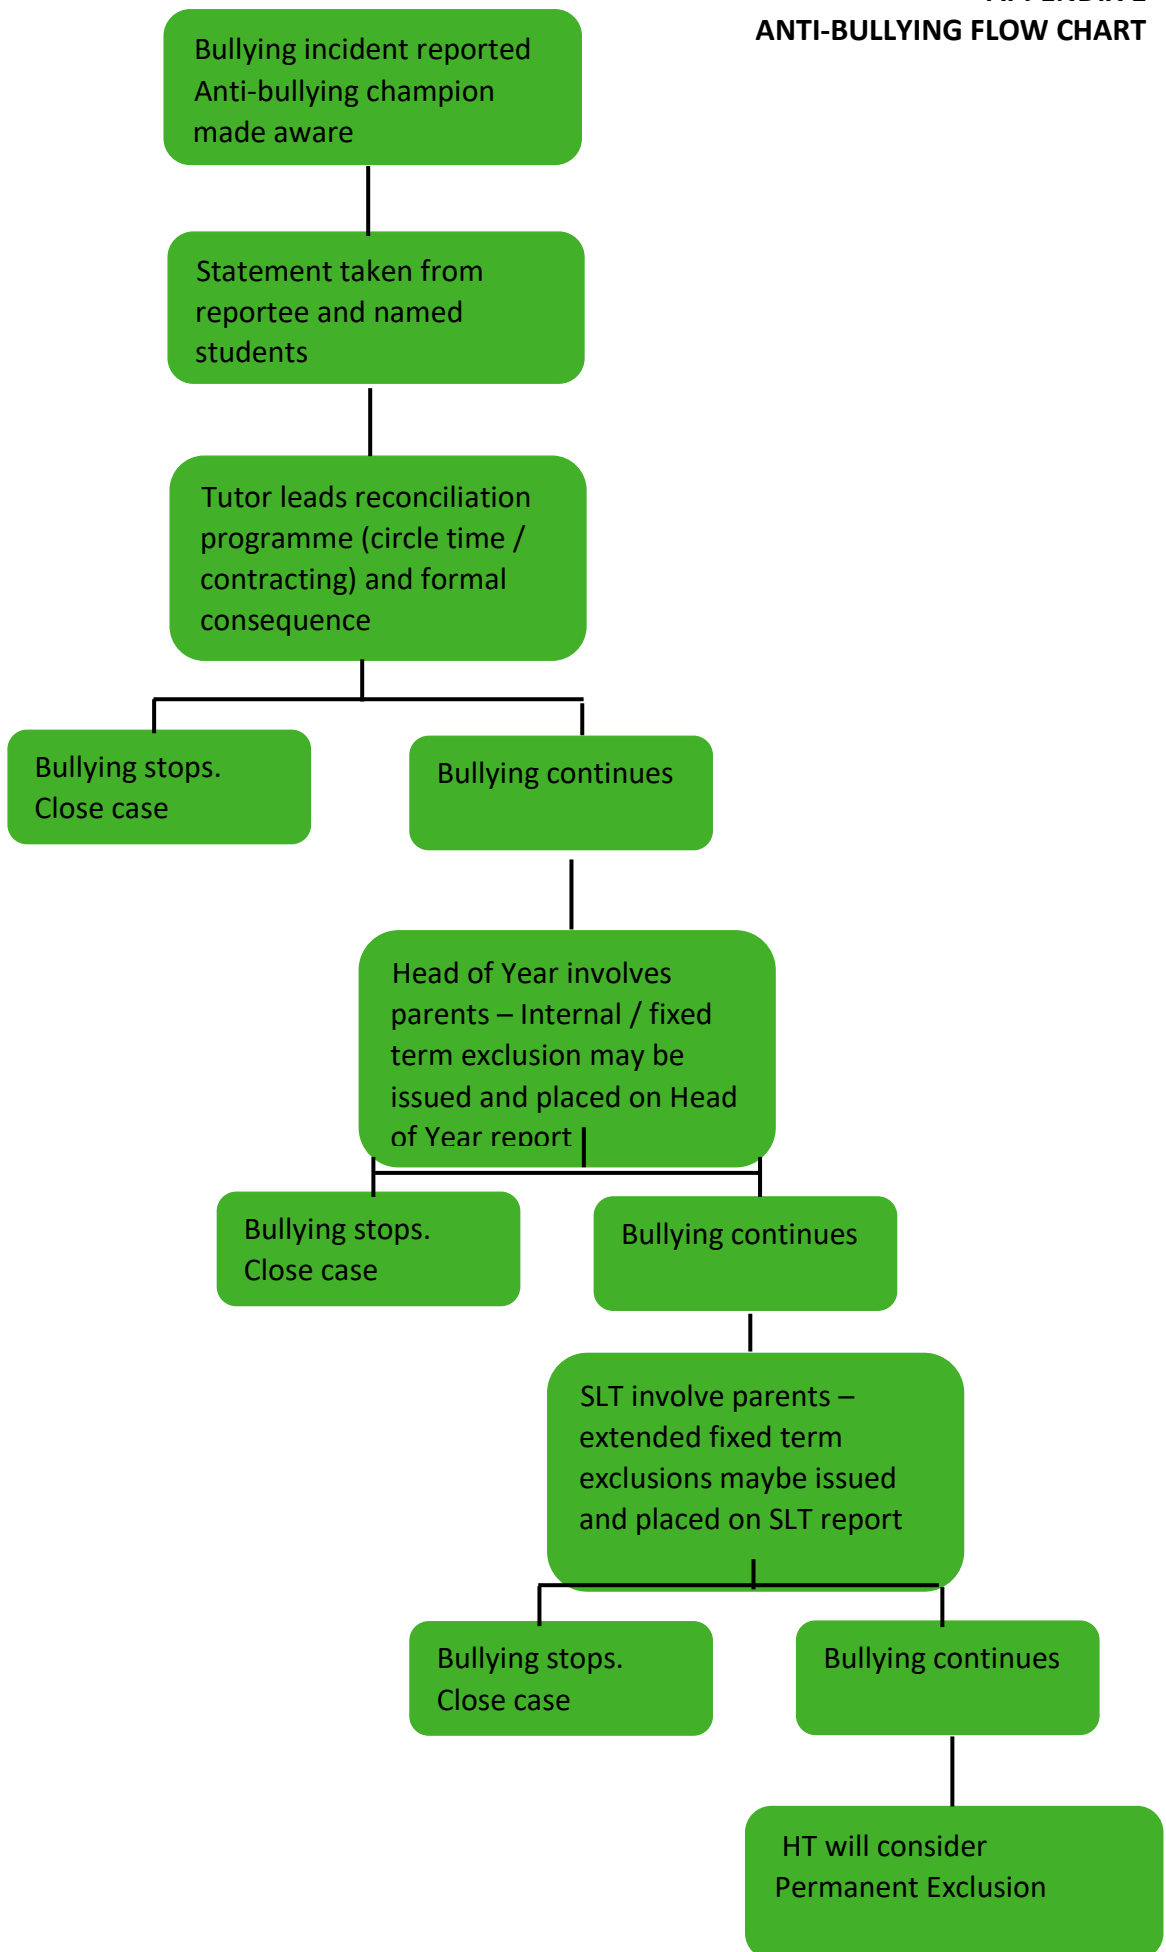 ANTI-BULLYING FLOW CHART
Bullying incident reported
Anti-bullying champion
made aware
Statement taken from
reportee and named
students
Tutor leads reconciliation
programme (circle time /
contracting) and formal
consequence
Bullying stops.
Close case
Bullying continues
Head of Year involves
parents – Internal / fixed
term exclusion may be
issued and placed on Head
of Year report
Bullying stops.
Close case
Bullying continues
SLT involve parents –
extended fixed term
exclusions maybe issued
and placed on SLT report
Bullying stops.
Close case
Bullying continues
HT will consider
Permanent Exclusion